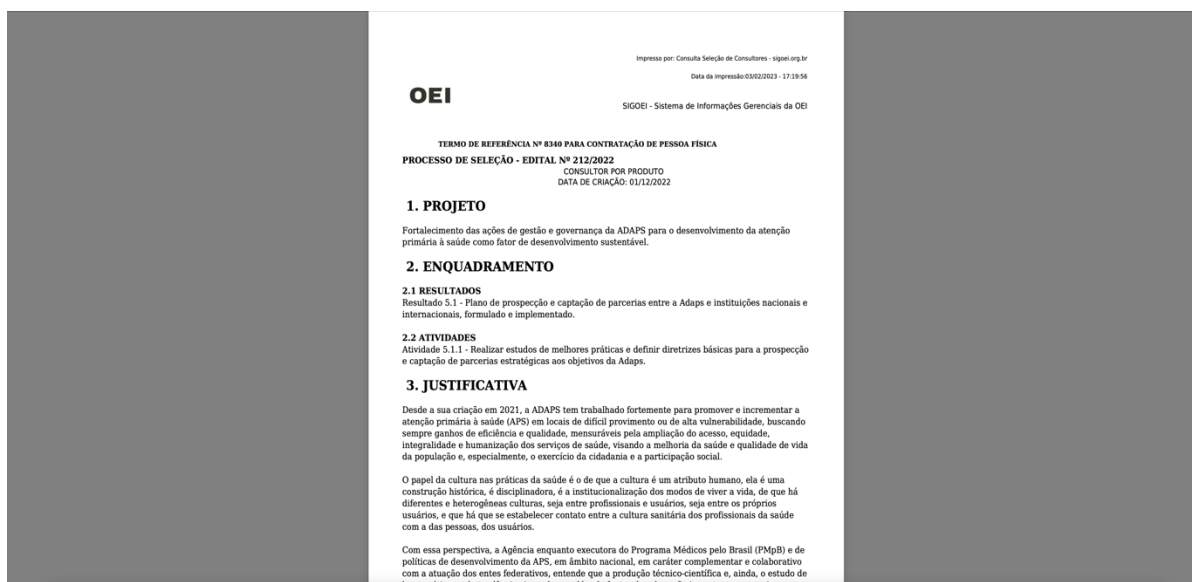 Impresso por: Consulta Seleção de Consultores - sigoei.org.br
Data da impressão:03/02/2023 - 17:19:56
OEI
SIGOEI - Sistema de Informações Gerenciais da OEI
TERMO DE REFERÊNCIA Nº 8340 PARA CONTRATAÇÃO DE PESSOA FÍSICA
PROCESSO DE SELEÇÃO - EDITAL Nº 212/2022
CONSULTOR POR PRODUTO
DATA DE CRIAÇÃO: 01/12/2022
1. PROJETO
Fortalecimento das ações de gestão e governança da ADAPS para o desenvolvimento da atenção
primária à saúde como fator de desenvolvimento sustentável.
2. ENQUADRAMENTO
2.1 RESULTADOS
Resultado 5.1 - Plano de prospecção e captação de parcerias entre a Adaps e instituições nacionais e
internacionais, formulado e implementado.
2.2 ATIVIDADES
Atividade 5.1.1 - Realizar estudos de melhores práticas e definir diretrizes básicas para a prospecção
e captação de parcerias estratégicas aos objetivos da Adaps.
3. JUSTIFICATIVA
Desde a sua criação em 2021, a ADAPS tem trabalhado fortemente para promover e incrementar a
atenção primária à saúde (APS) em locais de difícil provimento ou de alta vulnerabilidade, buscando
sempre ganhos de eficiência e qualidade, mensuráveis pela ampliação do acesso, equidade,
integralidade e humanização dos serviços de saúde, visando a melhoria da saúde e qualidade de vida
da população e, especialmente, o exercício da cidadania e a participação social.
O papel da cultura nas práticas da saúde é o de que a cultura é um atributo humano, ela é uma
construção histórica, é disciplinadora, é a institucionalização dos modos de viver a vida, de que há
diferentes e heterogêneas culturas, seja entre profissionais e usuários, seja entre os próprios
usuários, e que há que se estabelecer contato entre a cultura sanitária dos profissionais da saúde
com a das pessoas, dos usuários.
Com essa perspectiva, a Agência enquanto executora do Programa Médicos pelo Brasil (PMpB) e de
políticas de desenvolvimento da APS, em âmbito nacional, em caráter complementar e colaborativo
com a atuação dos entes federativos, entende que a produção técnico-científica e, ainda, o estudo de